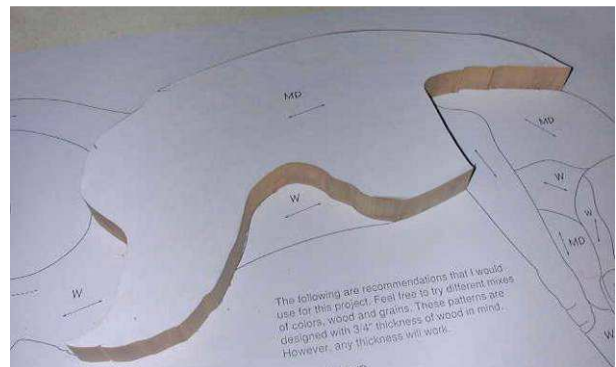 MD
MD
W
W
W
MD
W
W
The following are recommendations that I would
use for this project. Feel free to try different mixes
of colors, wood and grains. These patterns are
designed with 3/4" thickness of wood in mind.
However, any thickness will work.